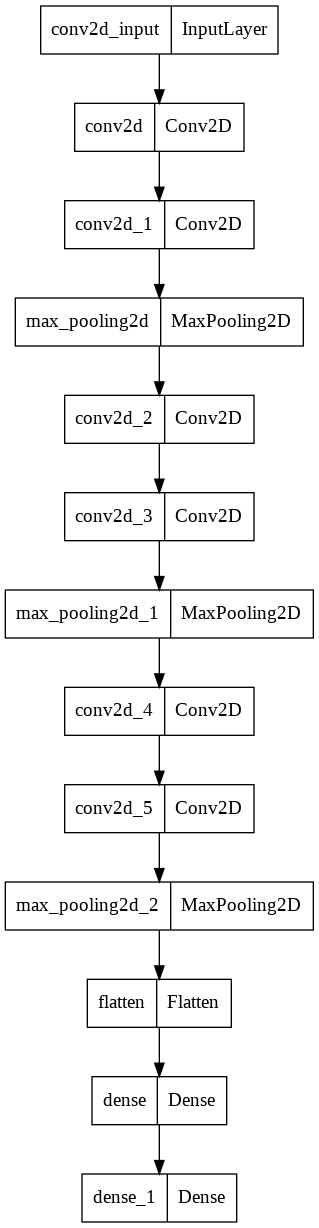 conv2d_input InputLayer
conv2d Conv2D
conv2d_1 Conv2D
max_pooling2d MaxPooling2D
conv2d_2 Conv2D
conv2d_3 Conv2D
max_pooling2d_1 MaxPooling2D
conv2d_4 Conv2D
conv2d_5 Conv2D
max_pooling2d_2 MaxPooling2D
flatten Flatten
dense Dense
dense_1 Dense